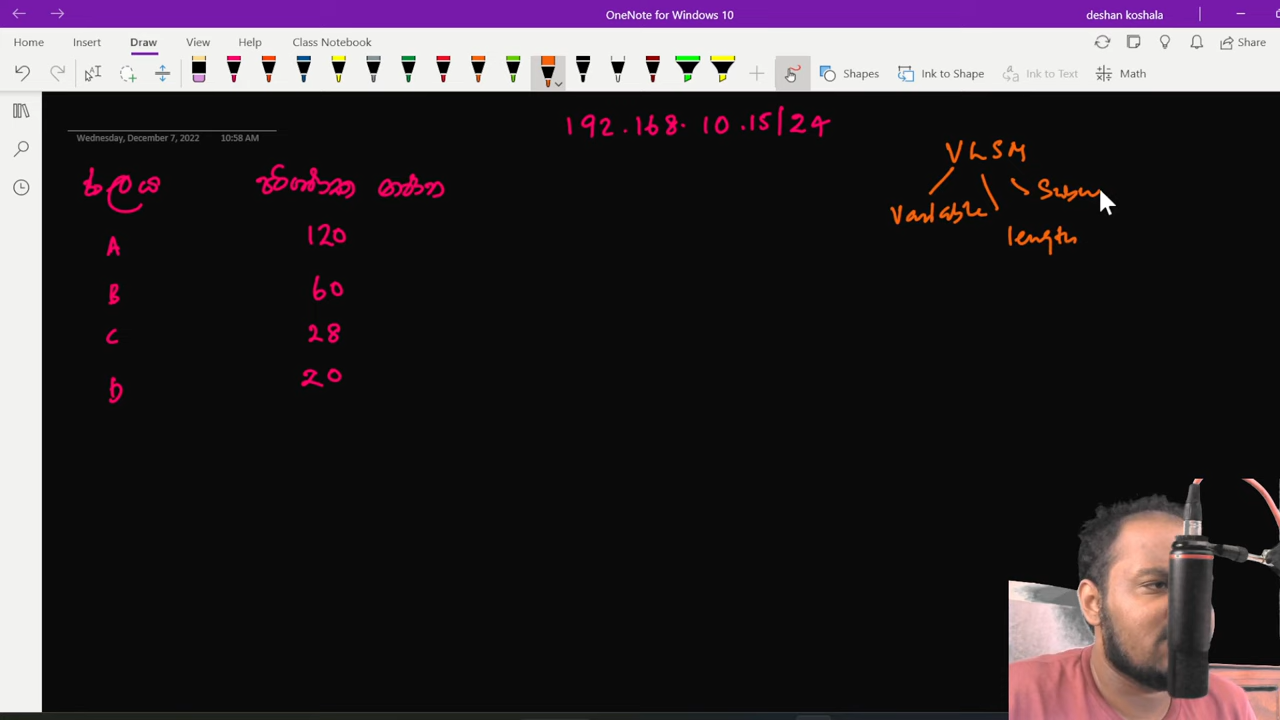 OneNote for Windows 10
deshan koshala
Home Insert Draw View Help Class Notebook
Share
Shapes Ink to Shape Ink to Text Math
192.168.10.15/24
Wednesday, December 7, 2022 10:58 AM
VLSM
Variable
length
A 120
B 60
C 28
D 20